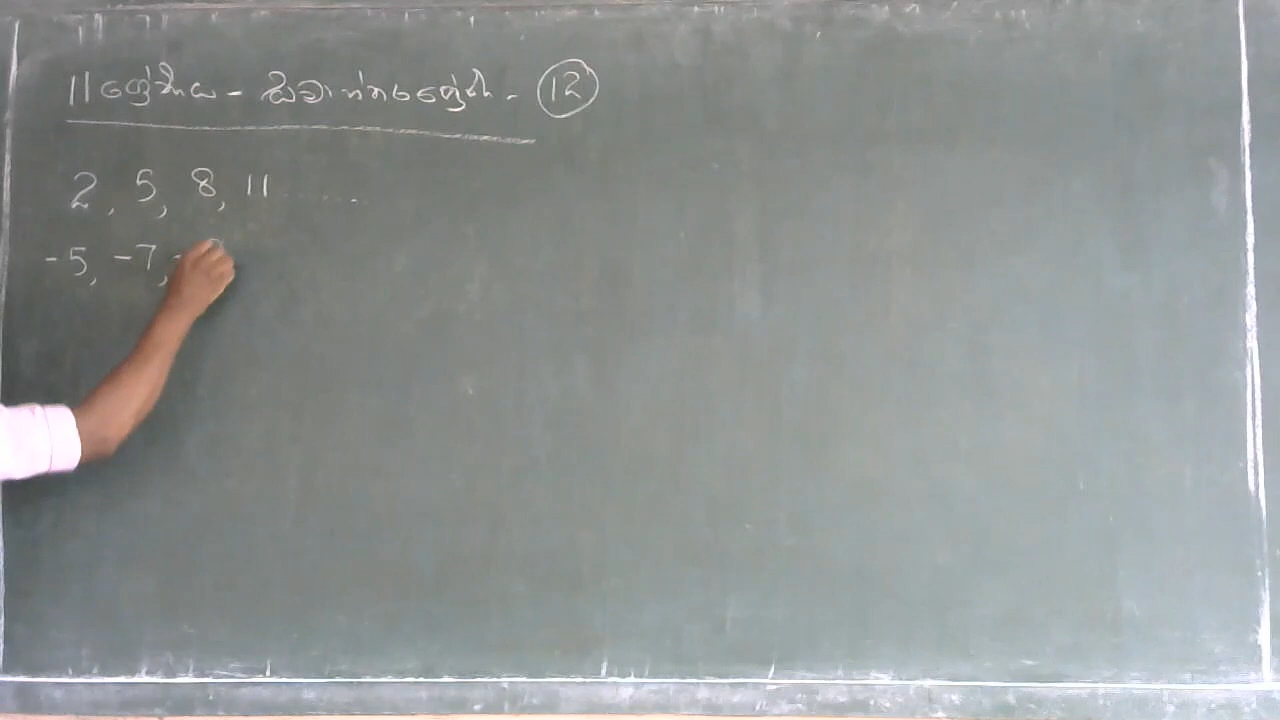 11 ශ්‍රේණිය - සමාන්තර ශ්‍රේඪි - 12
2, 5, 8, 11 ......
-5, -7, -